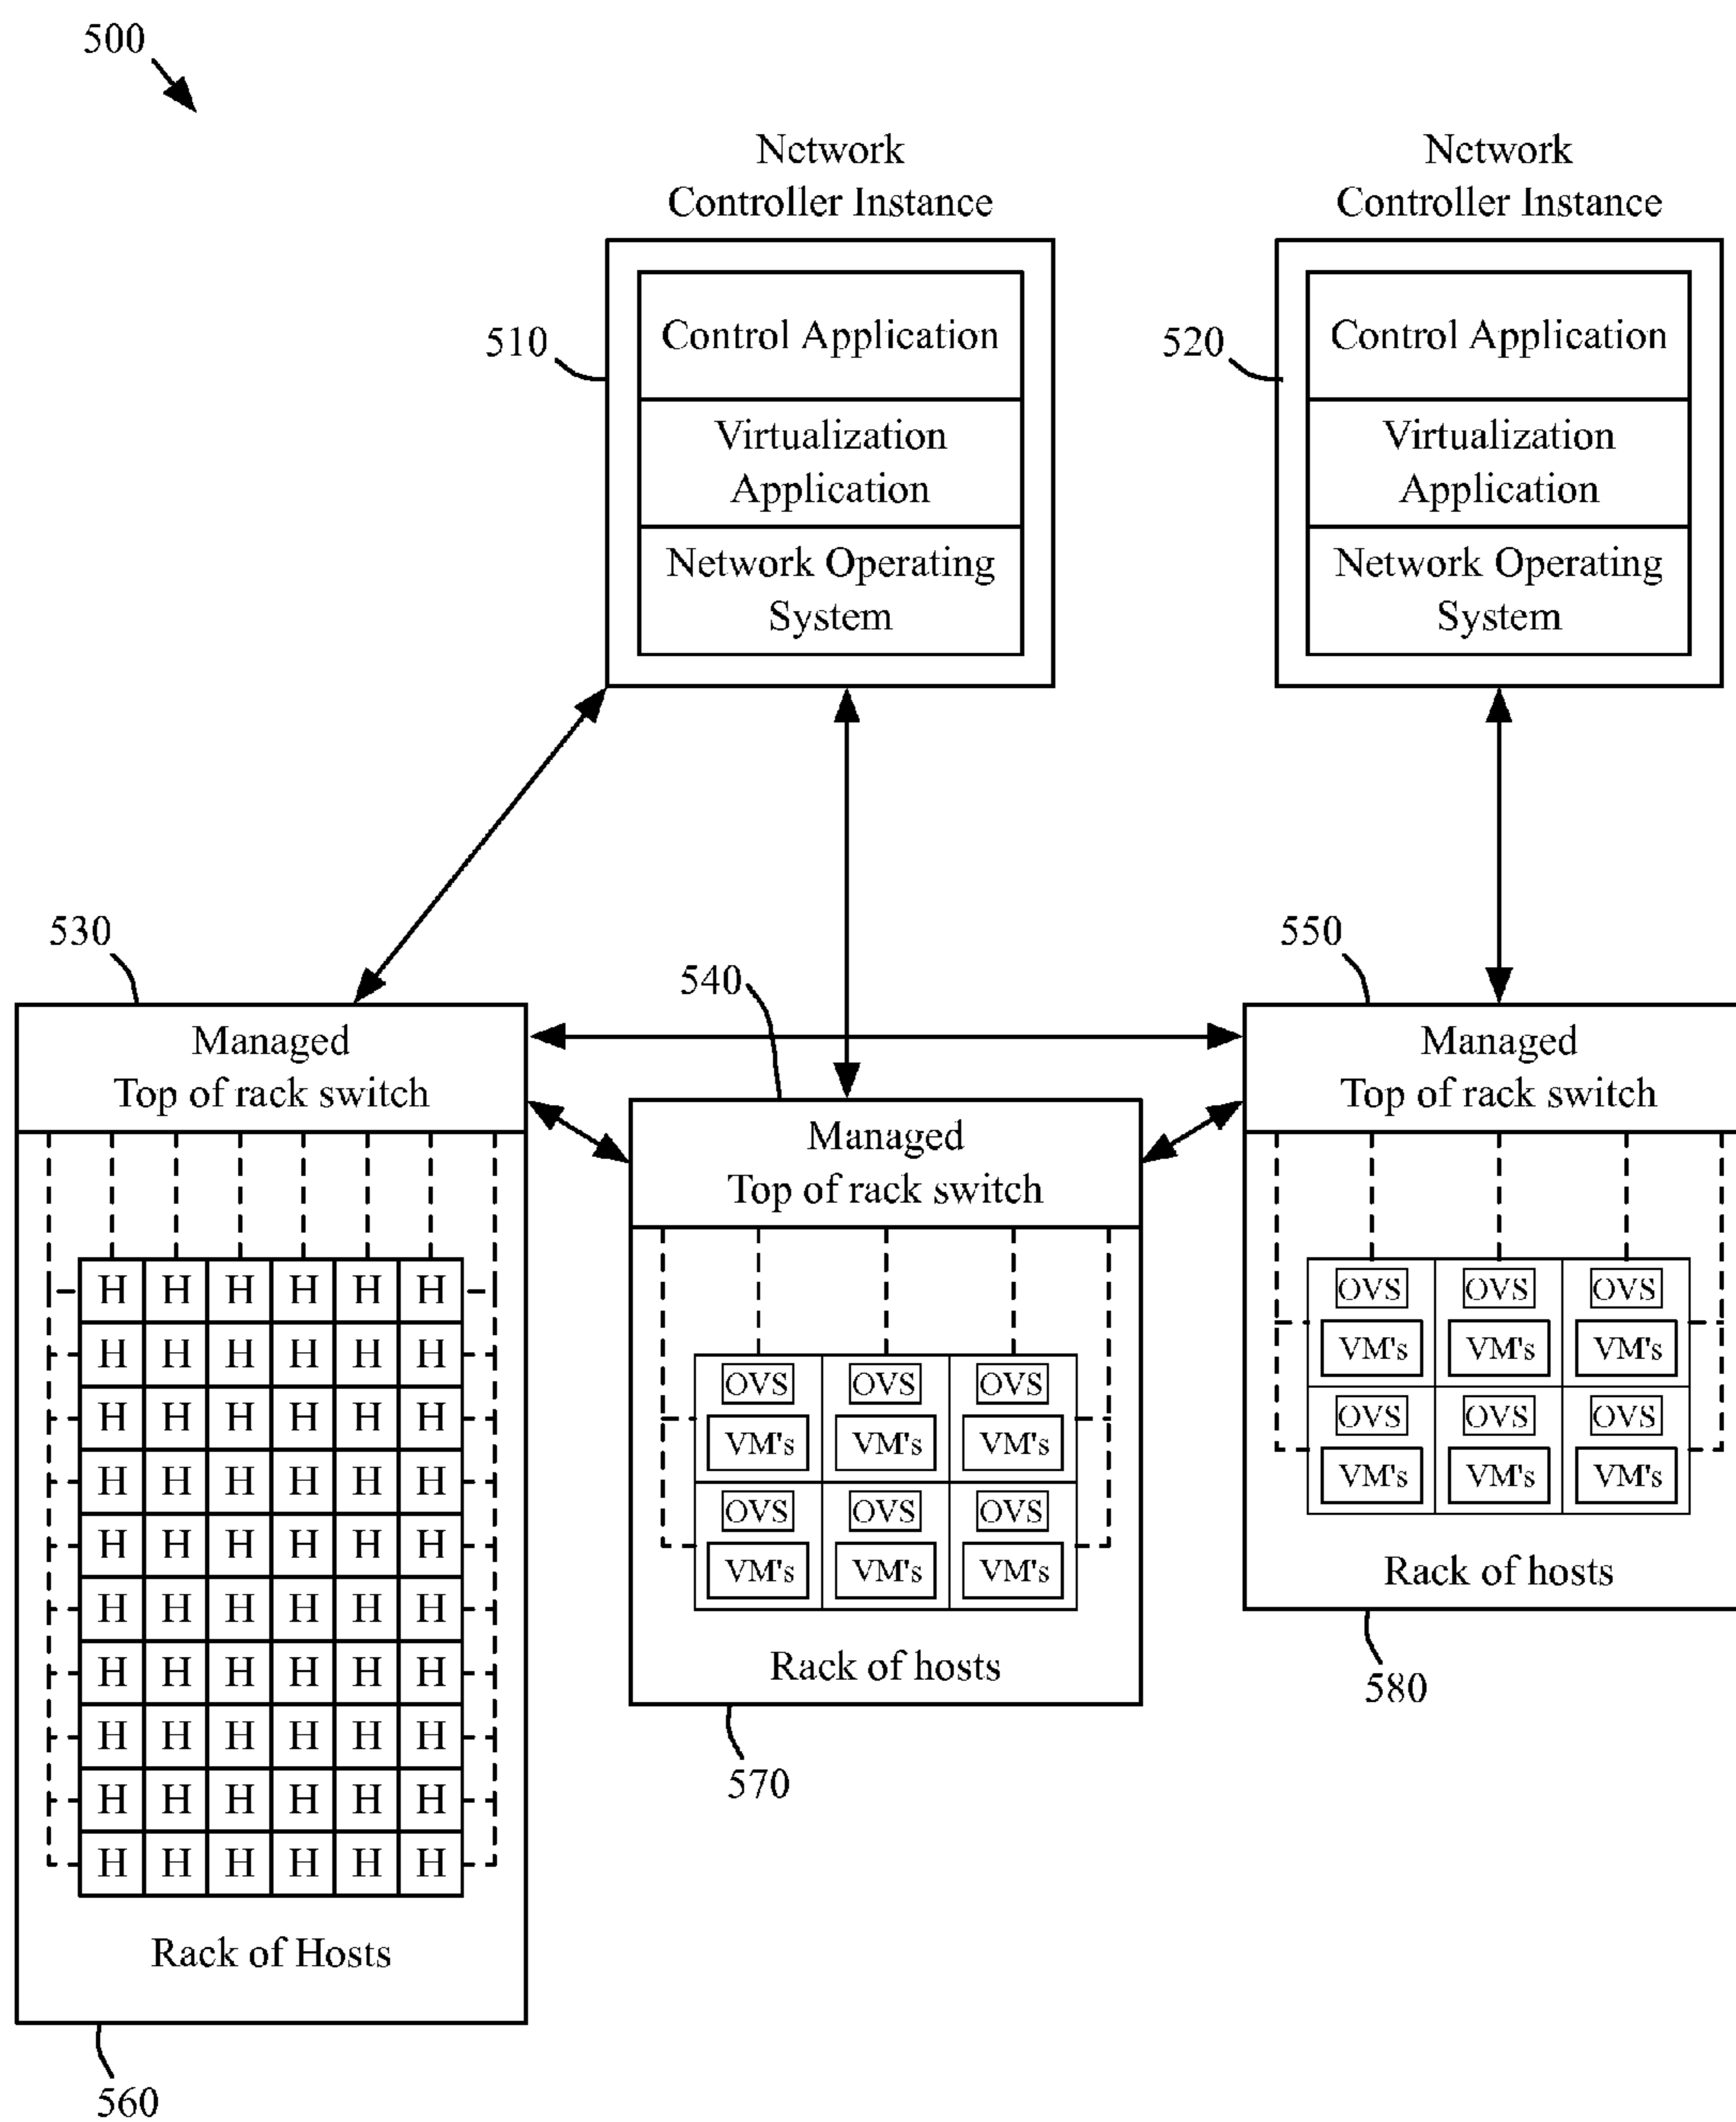 500
Network
Controller Instance
Network
Controller Instance
510
Control Application
Virtualization
Application
Network Operating
System
520
Control Application
Virtualization
Application
Network Operating
System
530
540
550
Managed
Top of rack switch
Managed
Top of rack switch
Managed
Top of rack switch
H H H H H H
H H H H H H
H H H H H H
H H H H H H
H H H H H H
H H H H H H
H H H H H H
H H H H H H
H H H H H H
H H H H H H
Rack of Hosts
560
OVS OVS OVS
VM's VM's VM's
OVS OVS OVS
VM's VM's VM's
Rack of hosts
570
OVS OVS OVS
VM's VM's VM's
OVS OVS OVS
VM's VM's VM's
Rack of hosts
580